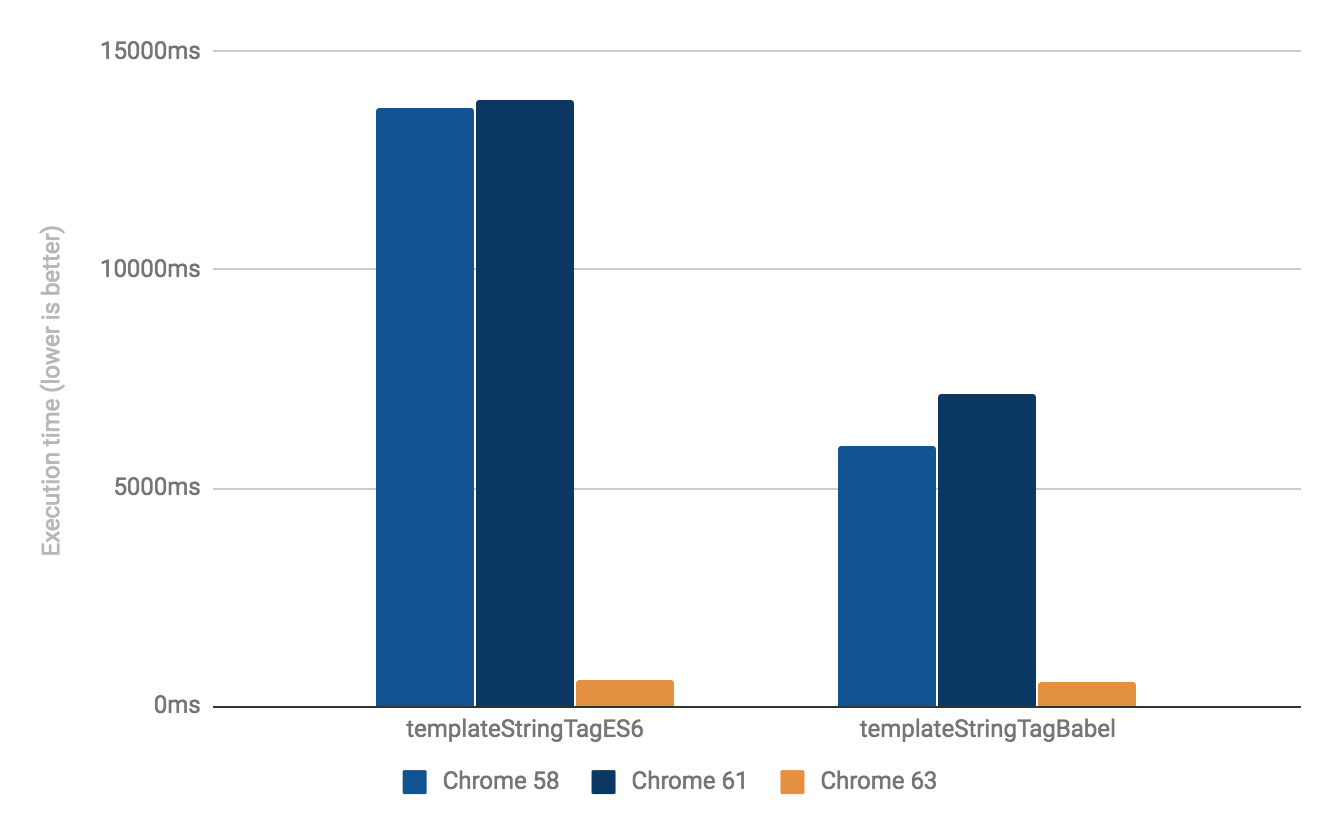 15000ms
10000ms
5000ms
0ms
Execution time (lower is better)
templateStringTagES6 templateStringTagBabel
Chrome 58 Chrome 61 Chrome 63